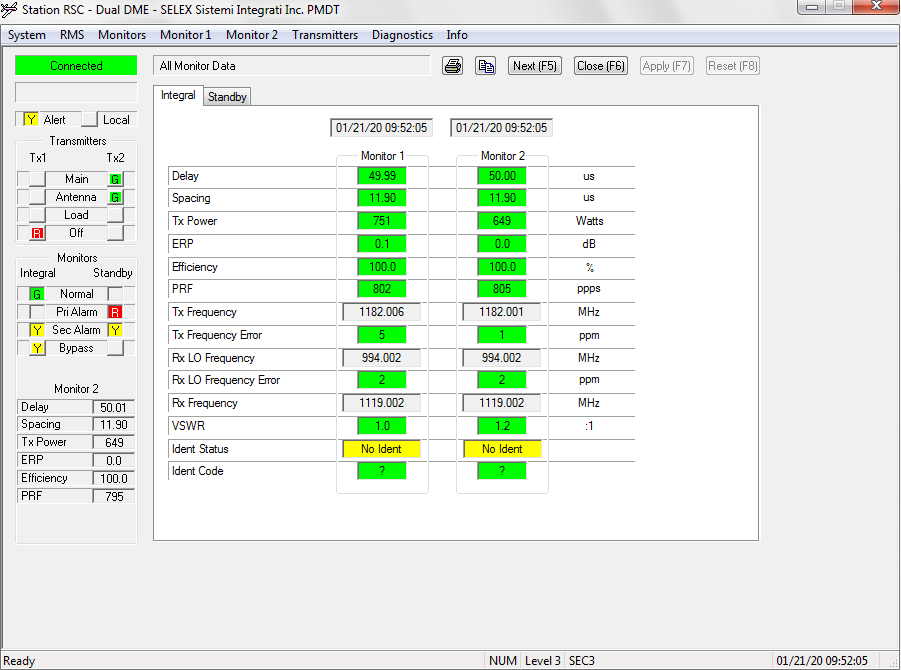 Station RSC - Dual DME - SELEX Sistemi Integrati Inc. PMDT
System RMS Monitors Monitor 1 Monitor 2 Transmitters Diagnostics Info
Connected
All Monitor Data Next (F5) Close (F6) Apply (F7) Reset (F8)
Y Alert Local
Transmitters
Tx1 Tx2
Main G
Antenna G
Load
R Off
Monitors
Integral Standby
G Normal
Pri Alarm R
Y Sec Alarm Y
Y Bypass
Monitor 2
Delay 50.01
Spacing 11.90
Tx Power 649
ERP 0.0
Efficiency 100.0
PRF 795
Integral Standby
01/21/20 09:52:05 01/21/20 09:52:05
Monitor 1 Monitor 2
Delay 49.99 50.00 us
Spacing 11.90 11.90 us
Tx Power 751 649 Watts
ERP 0.1 0.0 dB
Efficiency 100.0 100.0 %
PRF 802 805 ppps
Tx Frequency 1182.006 1182.001 MHz
Tx Frequency Error 5 1 ppm
Rx LO Frequency 994.002 994.002 MHz
Rx LO Frequency Error 2 2 ppm
Rx Frequency 1119.002 1119.002 MHz
VSWR 1.0 1.2 :1
Ident Status No Ident No Ident
Ident Code ? ?
Ready NUM Level 3 SEC3 01/21/20 09:52:05